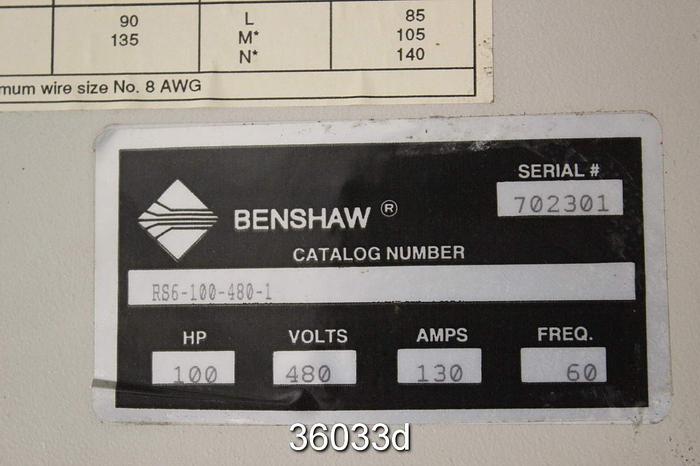 90 L 85
135 M* 105
N* 140
mum wire size No. 8 AWG
SERIAL #
702301
BENSHAW ®
CATALOG NUMBER
RS6-100-480-1
HP VOLTS AMPS FREQ.
100 480 130 60
36033d